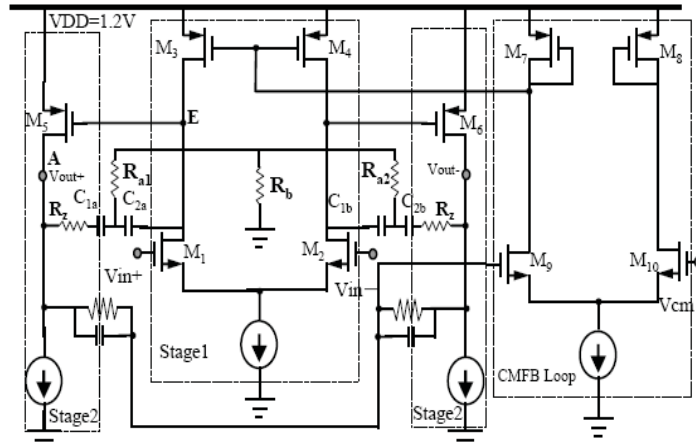 VDD=1.2V
M3
M4
M7
M8
M5
E
M6
A
Vout+
Ra1
Rb
Ra2
Vout-
C1a
C2a
C1b
C2b
Rz
Rz
M1
M2
M9
M10
Vin+
Vin
Vcm
Stage1
CMFB Loop
Stage2
Stage2